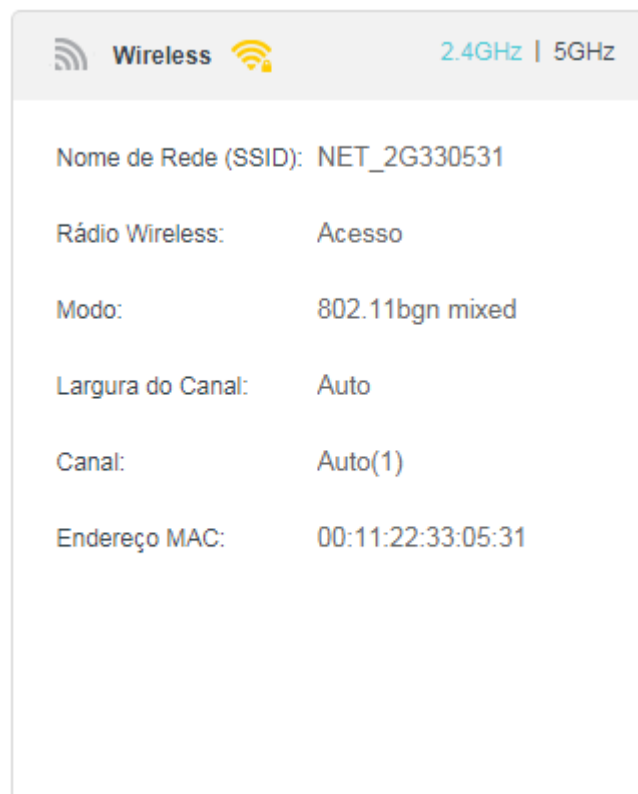 Wireless 2.4GHz | 5GHz
Nome de Rede (SSID): NET_2G330531
Rádio Wireless: Acesso
Modo: 802.11bgn mixed
Largura do Canal: Auto
Canal: Auto(1)
Endereço MAC: 00:11:22:33:05:31